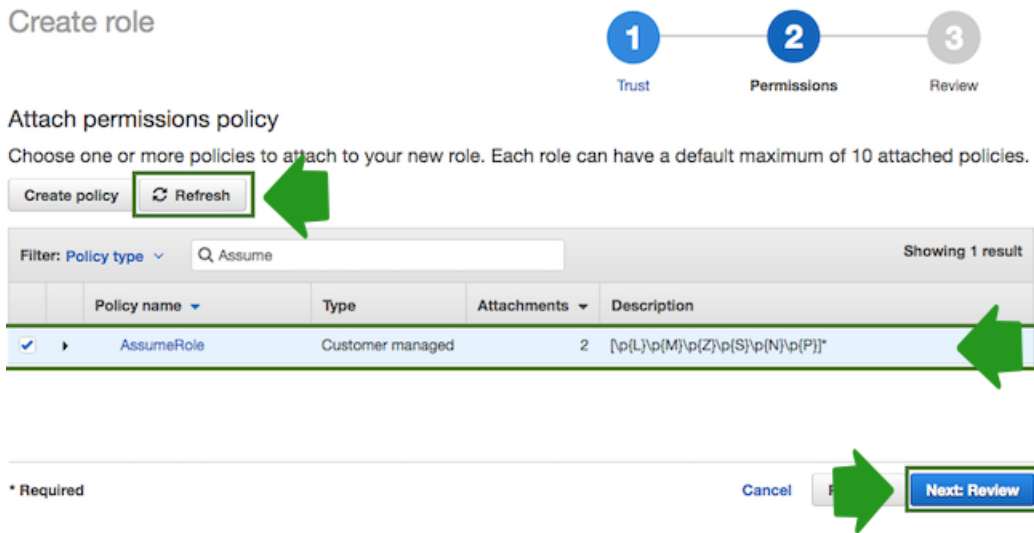 Create role
1
2
3
Trust
Permissions
Review
Attach permissions policy
Choose one or more policies to attach to your new role. Each role can have a default maximum of 10 attached policies.
Create policy
Refresh
Filter: Policy type
Assume
Showing 1 result
Policy name
Type
Attachments
Description
AssumeRole
Customer managed
2
[\p{L}\p{M}\p{Z}\p{S}\p{N}\p{P}]*
* Required
Cancel
Next: Review